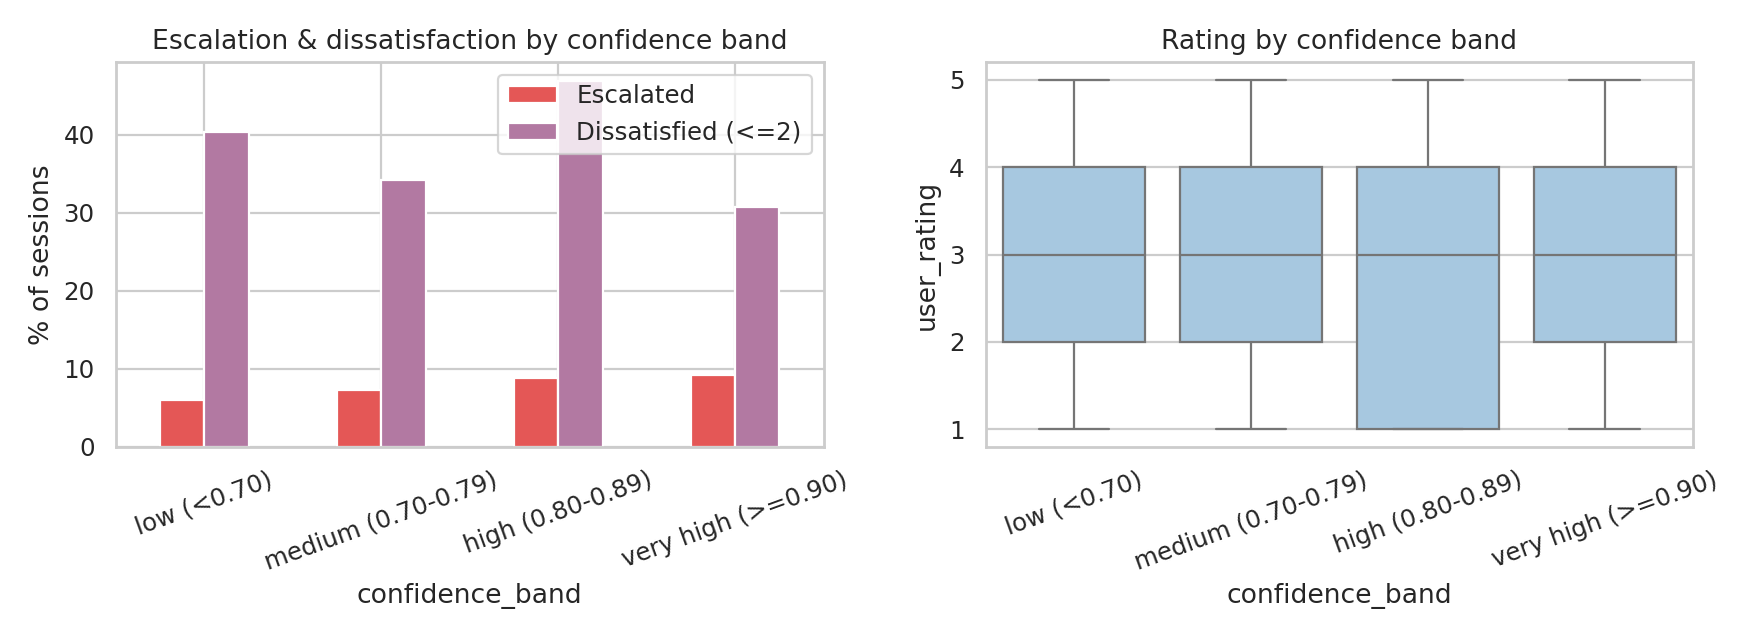 Escalation & dissatisfaction by confidence band
% of sessions
40
30
20
10
0
Escalated
Dissatisfied (<=2)
low (<0.70)
medium (0.70-0.79)
high (0.80-0.89)
very high (>=0.90)
confidence_band
Rating by confidence band
user_rating
5
4
3
2
1
low (<0.70)
medium (0.70-0.79)
high (0.80-0.89)
very high (>=0.90)
confidence_band